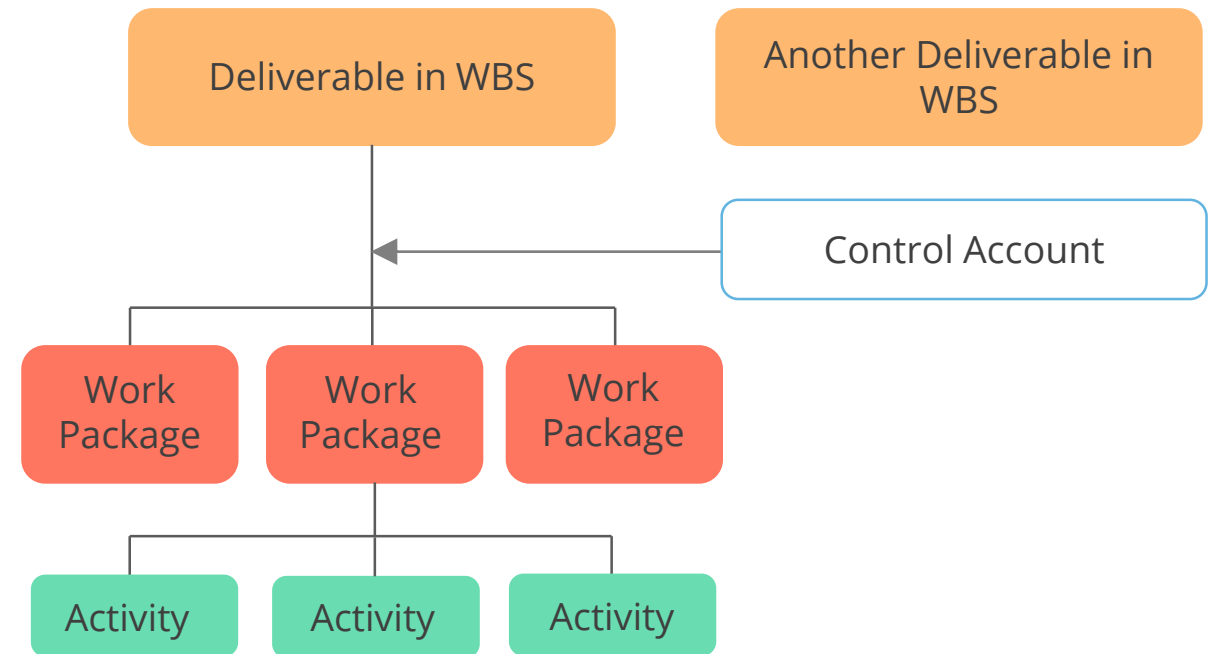 Deliverable in WBS
Another Deliverable in
WBS
Control Account
Work
Package
Work
Package
Work
Package
Activity
Activity
Activity